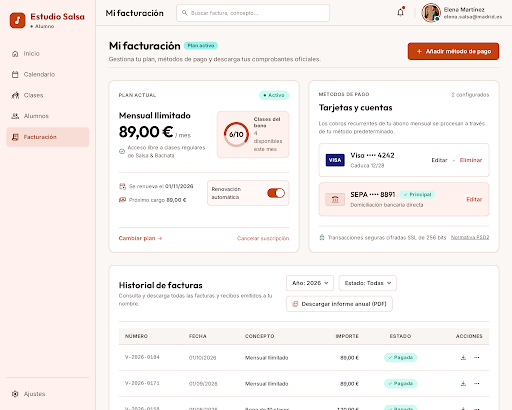 Estudio Salsa
Alumno
Inicio
Calendario
Clases
Alumnos
Facturación
Ajustes
Mi facturación
Buscar factura, concepto...
Elena Martínez
elena.salsa@madrid.es
Mi facturación
Plan activo
Gestiona tu plan, métodos de pago y descarga tus comprobantes oficiales.
+ Añadir método de pago
PLAN ACTUAL
Activo
Mensual Ilimitado
89,00 € / mes
Acceso libre a clases regulares de Salsa & Bachata
6/10
Clases del bono
4 disponibles este mes
Se renueva el 01/11/2026
Próximo cargo 89,00 €
Renovación automática
Cambiar plan →
Cancelar suscripción
MÉTODOS DE PAGO
2 configurados
Tarjetas y cuentas
Los cobros recurrentes de tu abono mensual se procesan a través de tu método predeterminado.
VISA
Visa •••• 4242
Caduca 12/28
Editar
Eliminar
SEPA •••• 8891
Principal
Domiciliación bancaria directa
Editar
Transacciones seguras cifradas SSL de 256 bits
Normativa PSD2
Historial de facturas
Consulta y descarga todas las facturas y recibos emitidos a tu nombre.
Año: 2026
Estado: Todas
Descargar informe anual (PDF)
NÚMERO FECHA CONCEPTO IMPORTE ESTADO ACCIONES
V-2026-0184 01/10/2026 Mensual Ilimitado 89,00 € Pagada
V-2026-0171 01/09/2026 Mensual Ilimitado 89,00 € Pagada